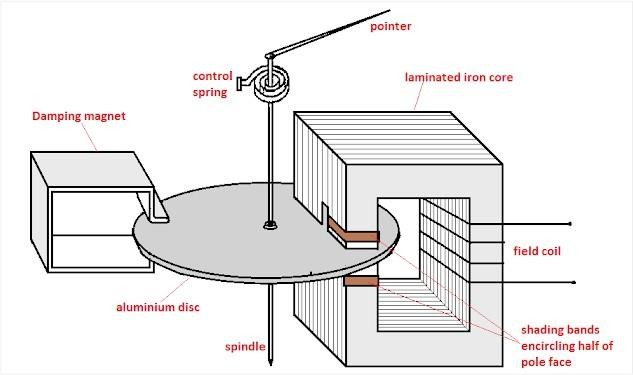 pointer
control
spring
laminated iron core
Damping magnet
field coil
aluminium disc
spindle
shading bands
encircling half of
pole face